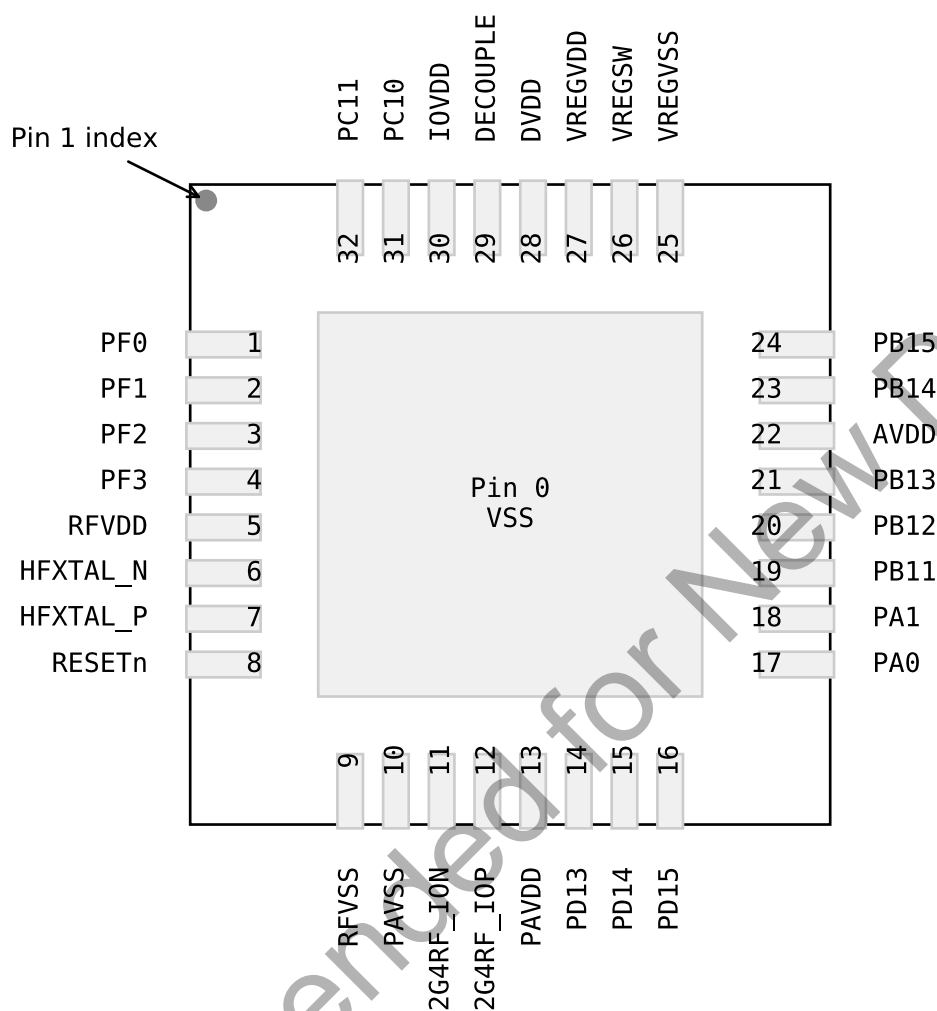 PC11
PC10
IOVDD
DECOUPLE
DVDD
VREGVDD
VREGSW
VREGVSS
Pin 1 index
32
31
30
29
28
27
26
25
PF0 1
PF1 2
PF2 3
PF3 4
RFVDD 5
HFXTAL_N 6
HFXTAL_P 7
RESETn 8
Pin 0
VSS
24 PB15
23 PB14
22 AVDD
21 PB13
20 PB12
19 PB11
18 PA1
17 PA0
9
10
11
12
13
14
15
16
RFVSS
PAVSS
2G4RF_ION
2G4RF_IOP
PAVDD
PD13
PD14
PD15
for New